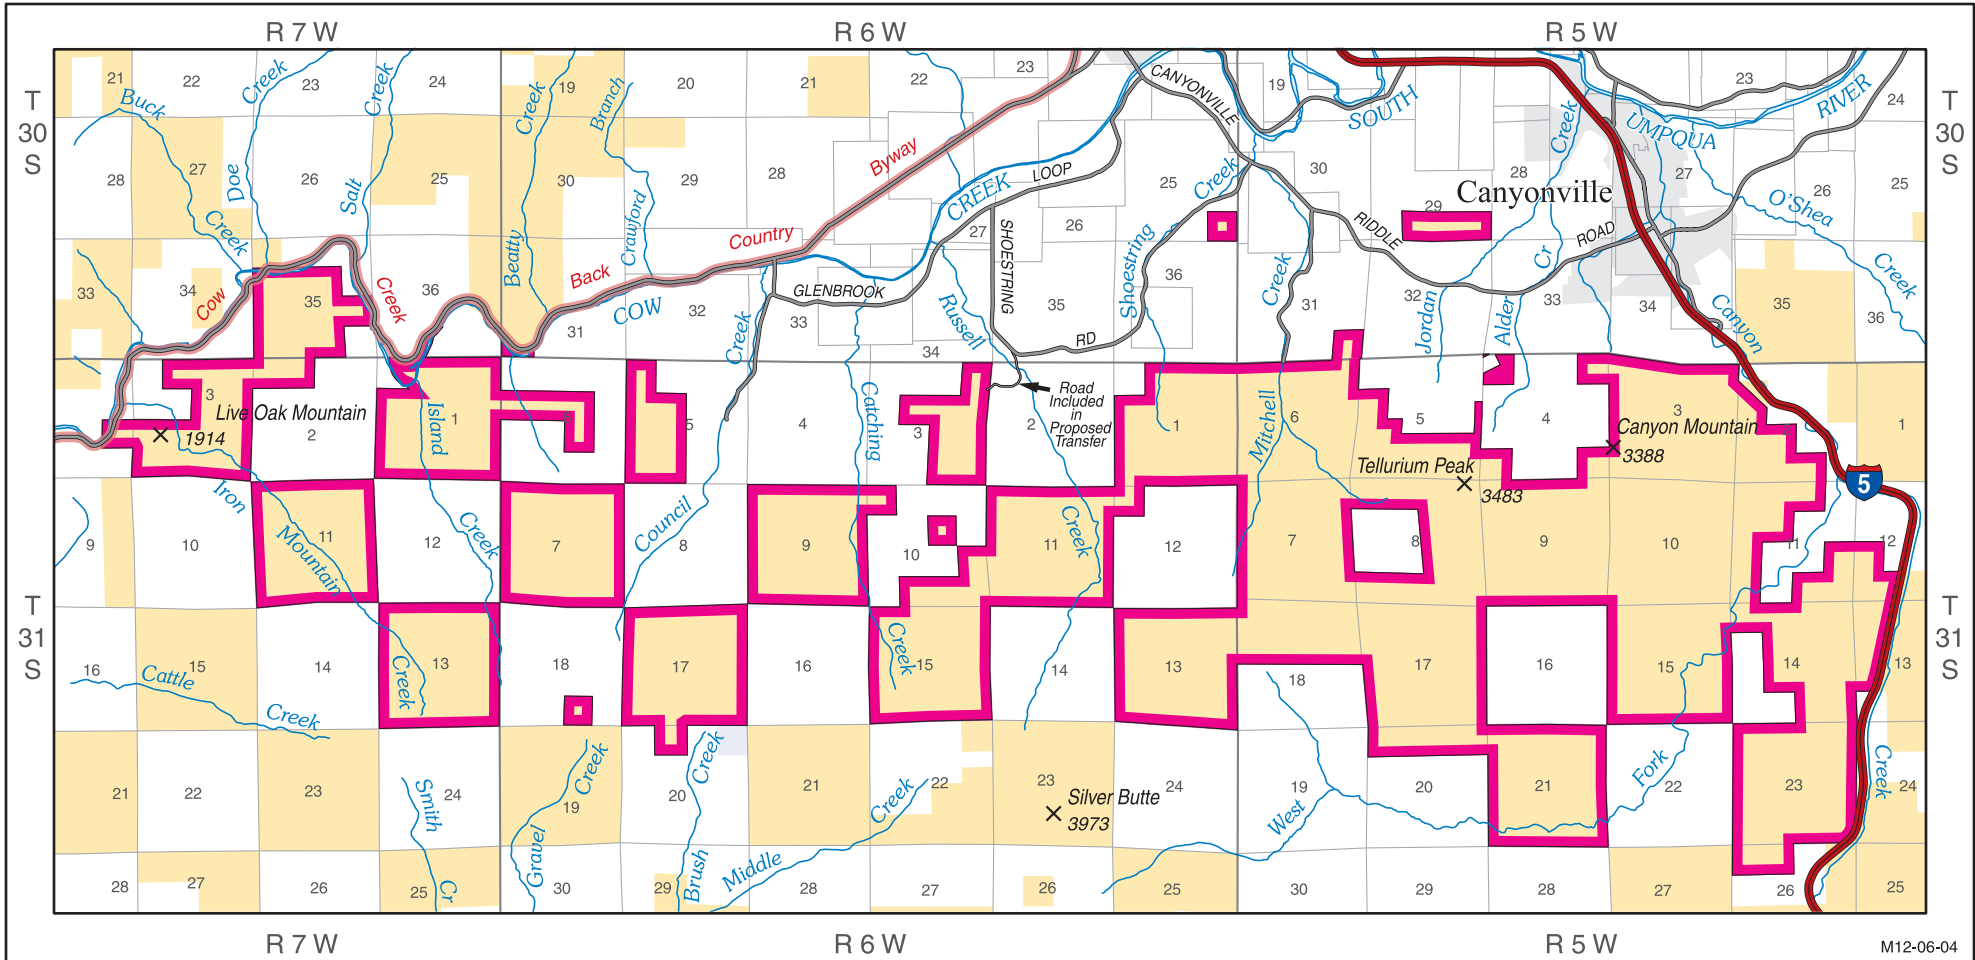 R 7 W
R 6 W
R 5 W
T
30
S
T
30
S
21
22
23
24
19
20
21
22
23
19
23
24
Buck
Creek
Creek
Creek
Branch
CANYONVILLE
SOUTH
Creek
UMPQUA
RIVER
28
27
Doe
26
Salt
25
30
29
28
Byway
CREEK
LOOP
25
Creek
30
28
Canyonville
27
26
25
O'Shea
Creek
Creek
Beatty
Crawford
Country
27
SHOESTRING
26
Shoestring
29
RIDDLE
ROAD
Cr
Creek
33
34
Cow
35
Creek
36
Back
COW
31
32
GLENBROOK
33
Russell
35
36
Creek
31
32
Jordan
Alder
33
34
Canyon
35
36
Creek
34
RD
3
Live Oak Mountain
1914
2
Island
1
6
5
4
Catching
3
Road
Included
in
Proposed
Transfer
2
1
Mitchell
6
5
4
3
Canyon Mountain
3388
2
1
Tellurium Peak
3483
5
Iron
Mountain
Creek
9
10
11
12
Creek
7
Council
8
9
10
11
Creek
12
7
8
9
10
11
12
T
31
S
T
31
S
16
15
Cattle
Creek
14
13
18
17
16
Creek
15
14
13
18
17
16
15
14
13
21
22
23
Smith
Cr
24
19
Gravel
Creek
20
Brush
Creek
21
22
Middle
Creek
23
Silver Butte
3973
24
19
West
Fork
20
21
22
23
24
Creek
28
27
26
25
30
29
28
27
26
25
30
29
28
27
26
25
R 7 W
R 6 W
R 5 W
M12-06-04